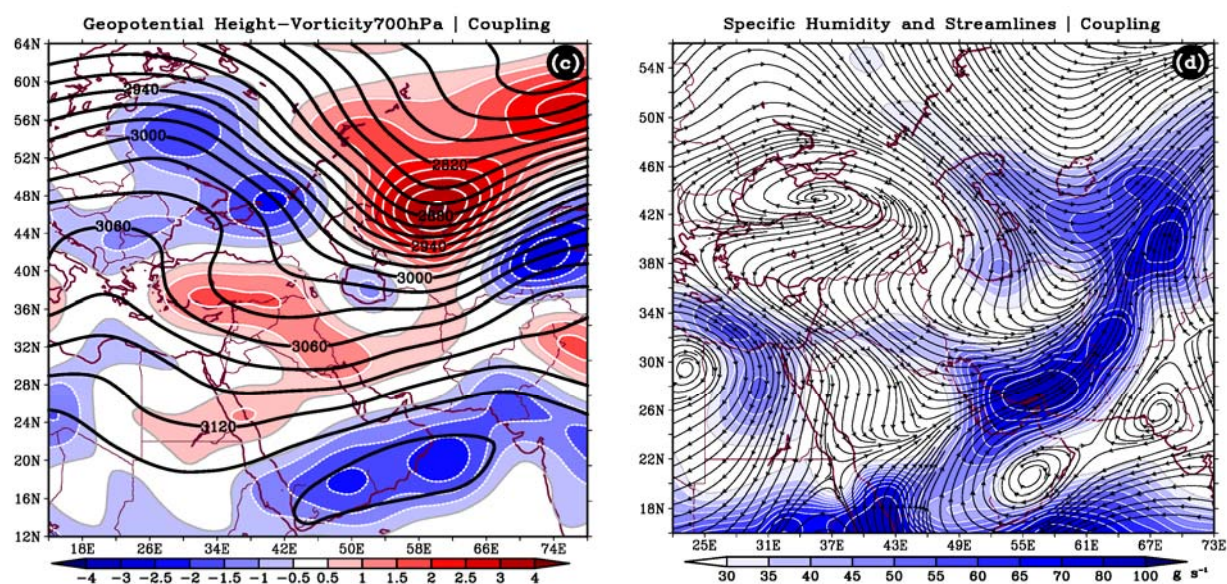 Geopotential Height−Vorticity700hPa | Coupling
(c)
64N
60N
56N
52N
48N
44N
40N
36N
32N
28N
24N
20N
16N
12N
2940
3000
3060
2820
2880
2940
3000
3060
3120
18E 26E 34E 42E 50E 58E 66E 74E
−4 −3 −2.5 −2 −1.5 −1 −0.5 0.5 1 1.5 2 2.5 3 4
Specific Humidity and Streamlines | Coupling
(d)
54N
50N
46N
42N
38N
34N
30N
26N
22N
18N
25E 31E 37E 43E 49E 55E 61E 67E 73E
30 35 40 45 50 55 60 65 70 80 100
g s⁻¹